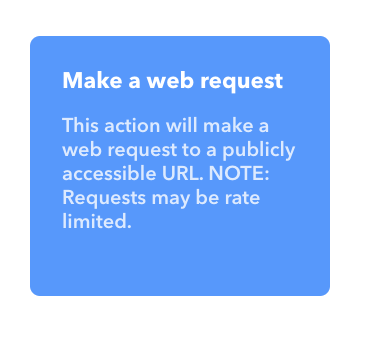 Make a web request
This action will make a
web request to a publicly
accessible URL. NOTE:
Requests may be rate
limited.